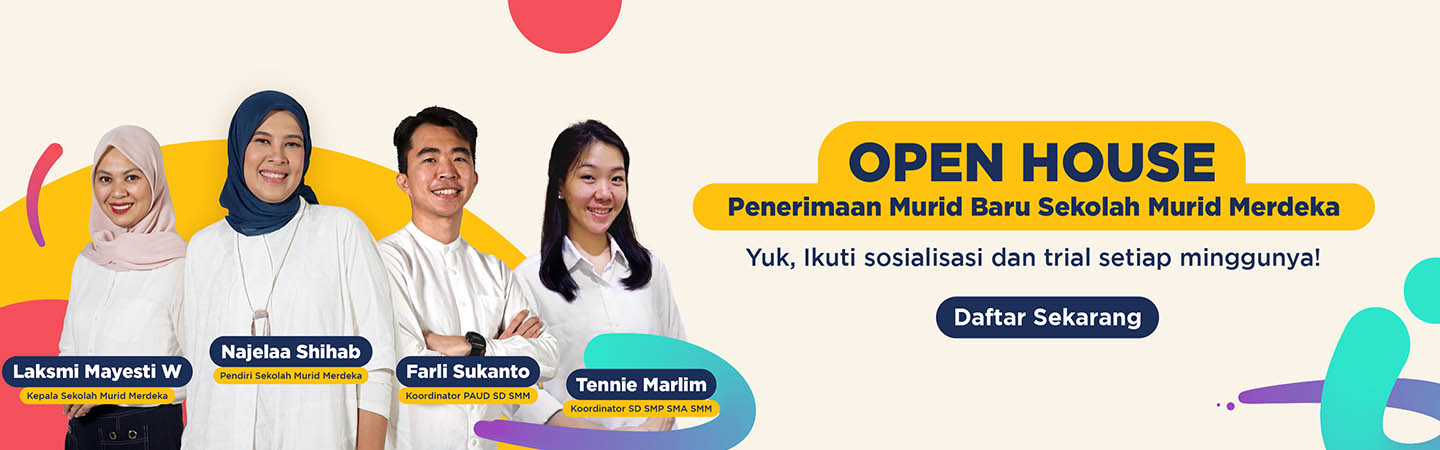 OPEN HOUSE
Penerimaan Murid Baru Sekolah Murid Merdeka
Yuk, Ikuti sosialisasi dan trial setiap minggunya!
Daftar Sekarang
Laksmi Mayesti W
Kepala Sekolah Murid Merdeka
Najelaa Shihab
Pendiri Sekolah Murid Merdeka
Farli Sukanto
Koordinator PAUD SD SMM
Tennie Marlim
Koordinator SD SMP SMA SMM